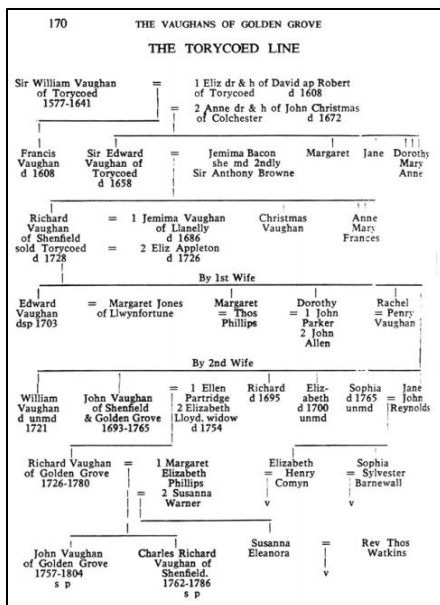 170 THE VAUGHANS OF GOLDEN GROVE
THE TORYCOED LINE
Sir William Vaughan = 1 Eliz dr & h of David ap Robert
of Torycoed of Torycoed d 1608
1577-1641 = 2 Anne dr & h of John Christmas
of Colchester d 1672
Francis Sir Edward = Jemima Bacon Margaret Jane Dorothy
Vaughan Vaughan of she md 2ndly Mary
d 1608 Torycoed Sir Anthony Browne Anne
d 1658
Richard = 1 Jemima Vaughan Christmas Anne
Vaughan of Llanelly Vaughan Mary
of Shenfield d 1686 Frances
sold Torycoed = 2 Eliz Appleton
d 1728 d 1726
By 1st Wife
Edward = Margaret Jones Margaret Dorothy Rachel
Vaughan of Llwynfortune = Thos = 1 John = Penry
dsp 1703 Phillips Parker Vaughan
2 John
Allen
By 2nd Wife
William John Vaughan = 1 Ellen Richard Eliz- Sophia Jane
Vaughan of Shenfield Partridge d 1695 abeth d 1765 = John
d unmd & Golden Grove 2 Elizabeth d 1700 unmd Reynolds
1721 1693-1765 Lloyd, widow unmd
d 1754
Richard Vaughan = 1 Margaret Elizabeth Sophia
of Golden Grove Elizabeth = Henry = Sylvester
1726-1780 Phillips Comyn Barnewall
= 2 Susanna
Warner v v
John Vaughan Charles Richard Susanna = Rev Thos
of Golden Grove Vaughan of Eleanora Watkins
1757-1804 Shenfield.
s p 1762-1786 v
s p